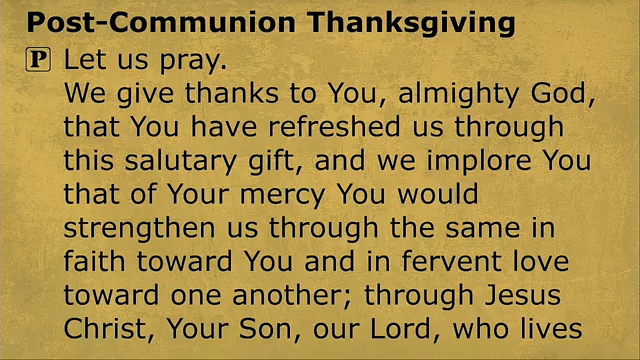 Post-Communion Thanksgiving
P Let us pray.
We give thanks to You, almighty God,
that You have refreshed us through
this salutary gift, and we implore You
that of Your mercy You would
strengthen us through the same in
faith toward You and in fervent love
toward one another; through Jesus
Christ, Your Son, our Lord, who lives